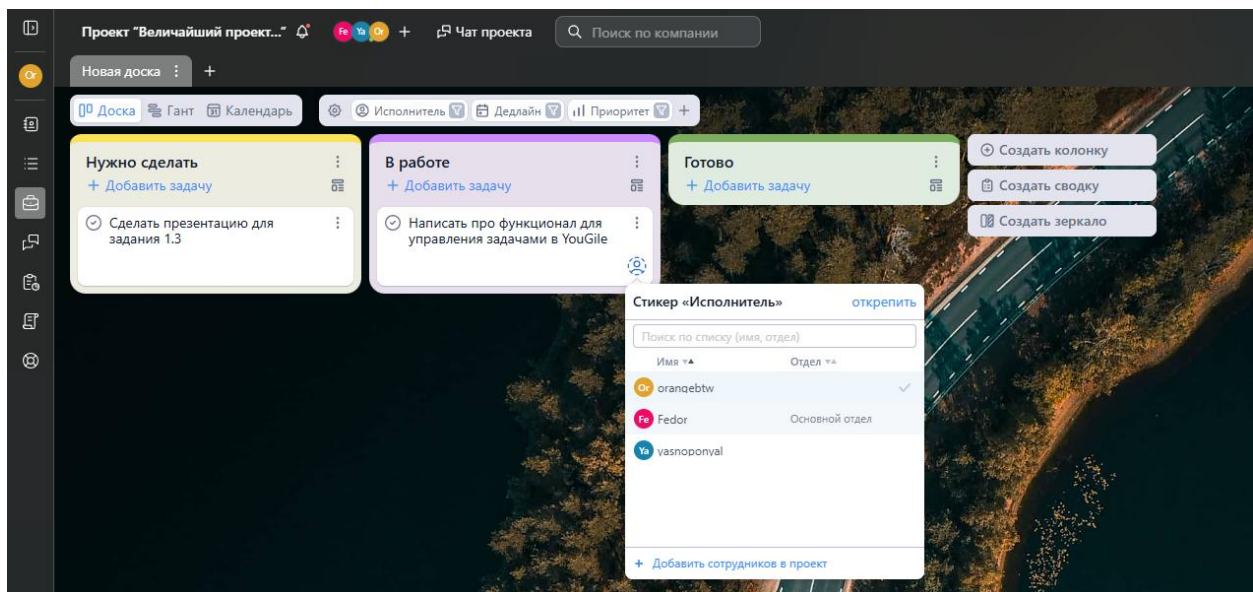 Проект "Величайший проект..."
Fe Ya Or
+
Чат проекта
Поиск по компании
Or
Новая доска
+
Доска
Гант
Календарь
Исполнитель
Дедлайн
Приоритет
+
Нужно сделать
+ Добавить задачу
Сделать презентацию для
задания 1.3
В работе
+ Добавить задачу
Написать про функционал для
управления задачами в YouGile
Готово
+ Добавить задачу
Создать колонку
Создать сводку
Создать зеркало
Стикер «Исполнитель»
открепить
Поиск по списку (имя, отдел)
Имя
Отдел
Or orangebtw
Fe Fedor
Основной отдел
Ya yasnoponyal
+ Добавить сотрудников в проект